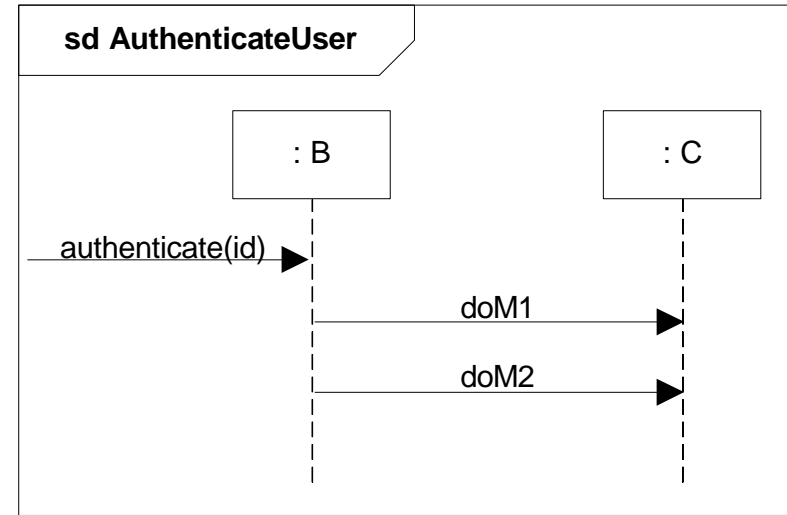 sd AuthenticateUser
: B
: C
authenticate(id)
doM1
doM2